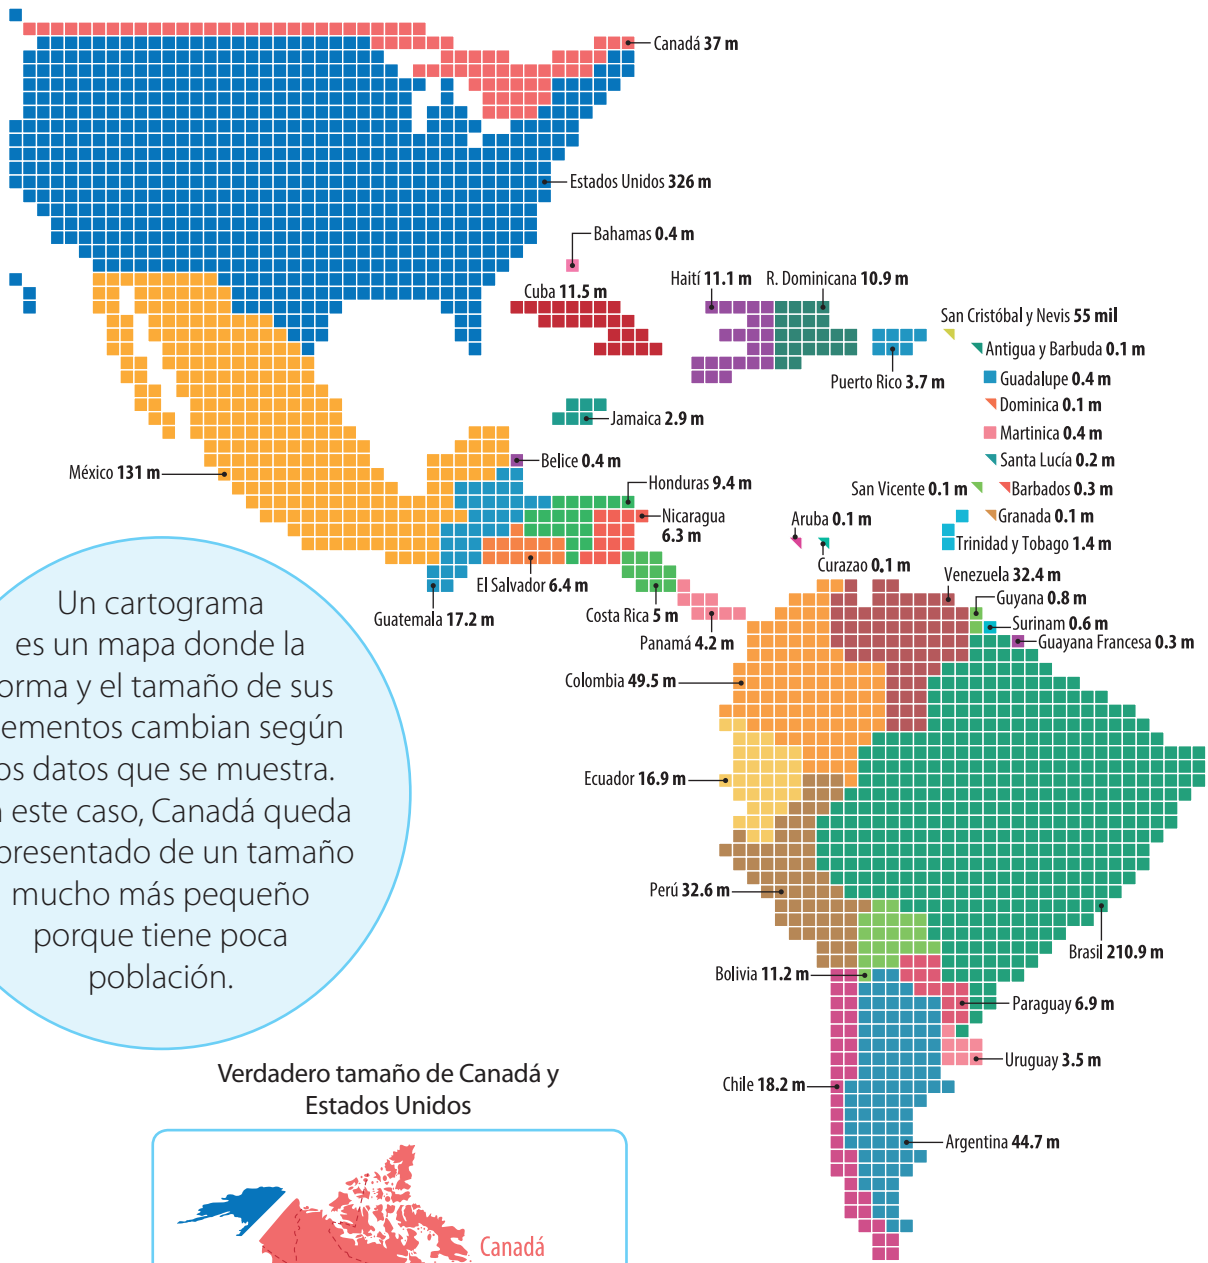 Canadá 37 m
Estados Unidos 326 m
Bahamas 0.4 m
Cuba 11.5 m
Haití 11.1 m
R. Dominicana 10.9 m
San Cristóbal y Nevis 55 mil
Antigua y Barbuda 0.1 m
Puerto Rico 3.7 m
Guadalupe 0.4 m
Dominica 0.1 m
Jamaica 2.9 m
Martinica 0.4 m
México 131 m
Belice 0.4 m
Santa Lucía 0.2 m
Honduras 9.4 m
San Vicente 0.1 m
Barbados 0.3 m
Nicaragua
6.3 m
Aruba 0.1 m
Granada 0.1 m
Trinidad y Tobago 1.4 m
Curazao 0.1 m
El Salvador 6.4 m
Venezuela 32.4 m
Guatemala 17.2 m
Costa Rica 5 m
Guyana 0.8 m
Surinam 0.6 m
Panamá 4.2 m
Guayana Francesa 0.3 m
Colombia 49.5 m
Ecuador 16.9 m
Perú 32.6 m
Brasil 210.9 m
Bolivia 11.2 m
Paraguay 6.9 m
Uruguay 3.5 m
Chile 18.2 m
Argentina 44.7 m
Un cartograma
es un mapa donde la
orma y el tamaño de sus
ementos cambian según
os datos que se muestra.
este caso, Canadá queda
presentado de un tamaño
mucho más pequeño
porque tiene poca
población.
Verdadero tamaño de Canadá y
Estados Unidos
Canadá